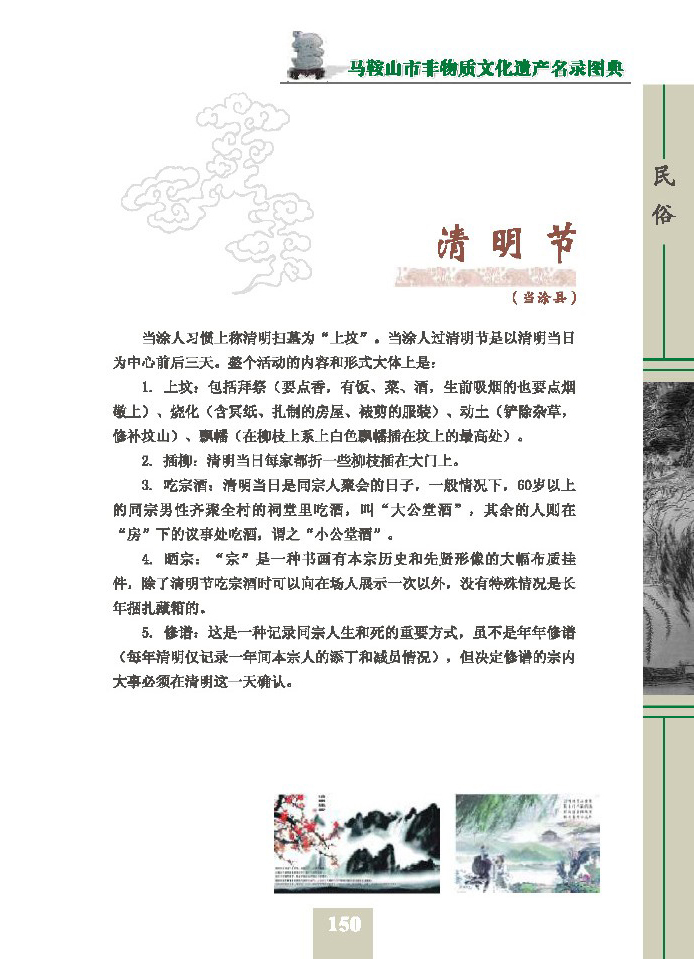 马鞍山市非物质文化遗产名录图典
民俗
清明节
（当涂县）
当涂人习惯上称清明扫墓为“上坟”。当涂人过清明节是以清明当日
为中心前后三天。整个活动的内容和形式大体上是：
1. 上坟：包括拜祭（要点香，有饭、菜、酒，生前吸烟的也要点烟
敬上）、烧化（含冥纸、扎制的房屋、裱剪的服装）、动土（铲除杂草，
修补坟山）、飘幡（在柳枝上系上白色飘幡插在坟上的最高处）。
2. 插柳：清明当日每家都折一些柳枝插在大门上。
3. 吃宗酒：清明当日是同宗人聚会的日子，一般情况下，60岁以上
的同宗男性齐聚全村的祠堂里吃酒，叫“大公堂酒”，其余的人则在
“房”下的议事处吃酒，谓之“小公堂酒”。
4. 晒宗：“宗”是一种书画有本宗历史和先贤形像的大幅布质挂
件，除了清明节吃宗酒时可以向在场人展示一次以外，没有特殊情况是长
年捆扎藏箱的。
5. 修谱：这是一种记录同宗人生和死的重要方式，虽不是年年修谱
（每年清明仅记录一年间本宗人的添丁和减员情况），但决定修谱的宗内
大事必须在清明这一天确认。
150